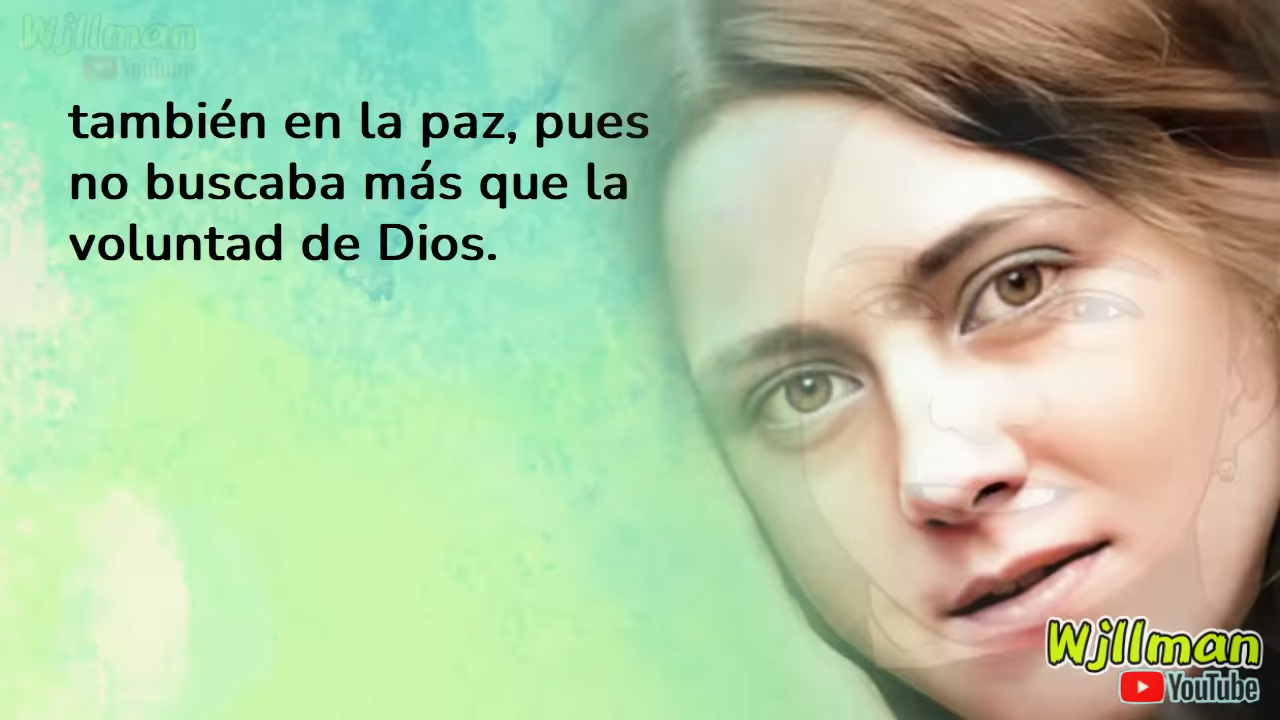 Wjllman
YouTube
también en la paz, pues
no buscaba más que la
voluntad de Dios.
Wjllman
YouTube